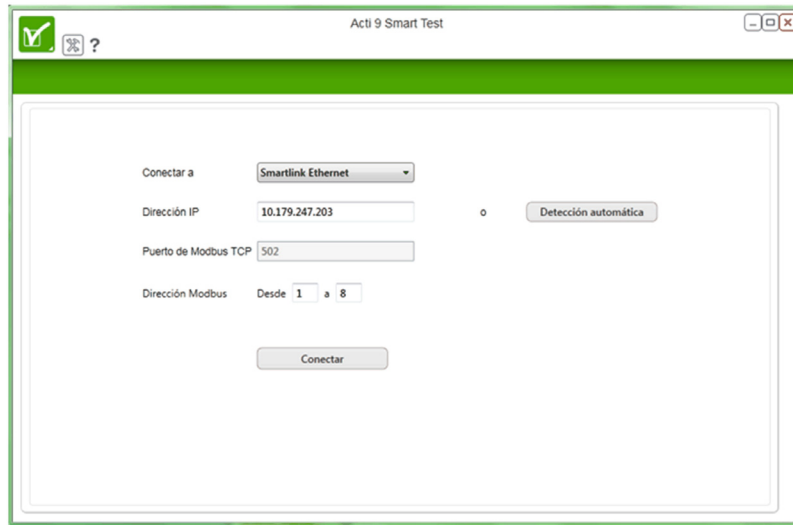 Acti 9 Smart Test
?
Conectar a Smartlink Ethernet
Dirección IP 10.179.247.203 o Detección automática
Puerto de Modbus TCP 502
Dirección Modbus Desde 1 a 8
Conectar